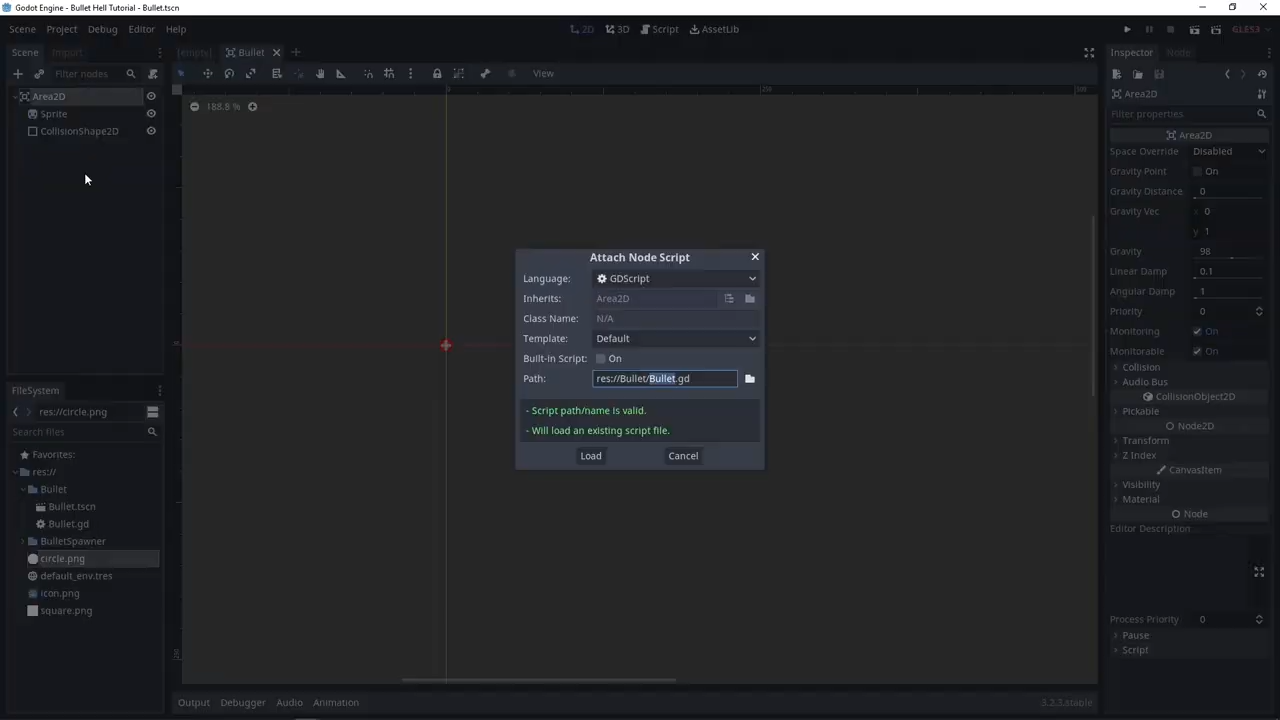 Godot Engine - Bullet Hell Tutorial - Bullet.tscn
Scene Project Debug Editor Help
2D 3D Script AssetLib
GLES3
Scene Import
[empty] Bullet
Inspector Node
Filter nodes
View
Area2D
Sprite
CollisionShape2D
188.8 %
0 250 500
Area2D
Filter properties
Area2D
Space Override Disabled
Gravity Point On
Gravity Distance 0
Gravity Vec x 0
y 1
Gravity 98
Linear Damp 0.1
Angular Damp 1
Priority 0
Monitoring On
Monitorable On
Collision
Audio Bus
CollisionObject2D
Pickable
Node2D
Transform
Z Index
CanvasItem
Visibility
Material
Node
Editor Description
Process Priority 0
Pause
Script
Attach Node Script
Language: GDScript
Inherits: Area2D
Class Name: N/A
Template: Default
Built-in Script: On
Path: res://Bullet/Bullet.gd
- Script path/name is valid.
- Will load an existing script file.
Load Cancel
FileSystem
res://circle.png
Search files
Favorites:
res://
Bullet
Bullet.tscn
Bullet.gd
BulletSpawner
circle.png
default_env.tres
icon.png
square.png
Output Debugger Audio Animation
3.2.3.stable